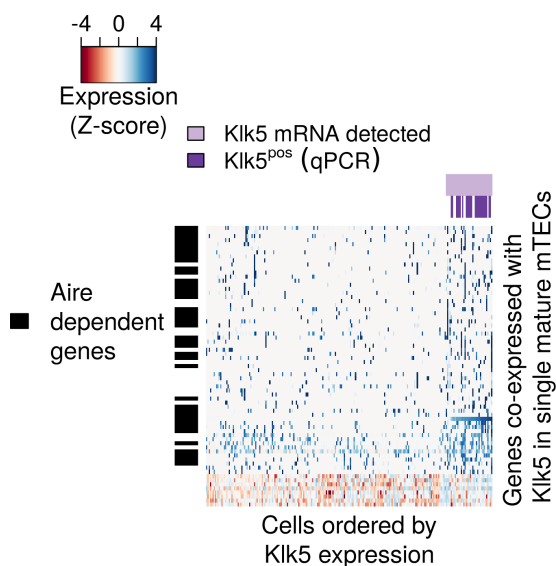 -4 0 4
Expression
(Z-score)
Klk5 mRNA detected
Klk5pos (qPCR)
Aire
dependent
genes
Genes co-expressed with
Klk5 in single mature mTECs
Cells ordered by
Klk5 expression